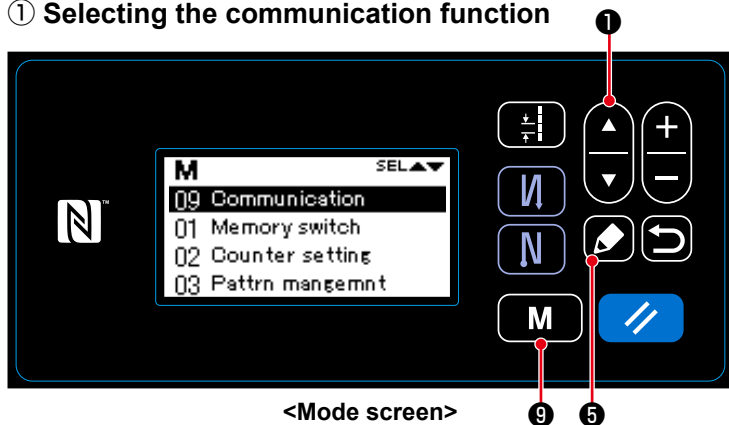 ① Selecting the communication function
❶
M SEL▲▼
09 Communication
01 Memory switch
02 Counter setting
03 Pattrn mangemnt
N™
M
<Mode screen>
❾ ❺